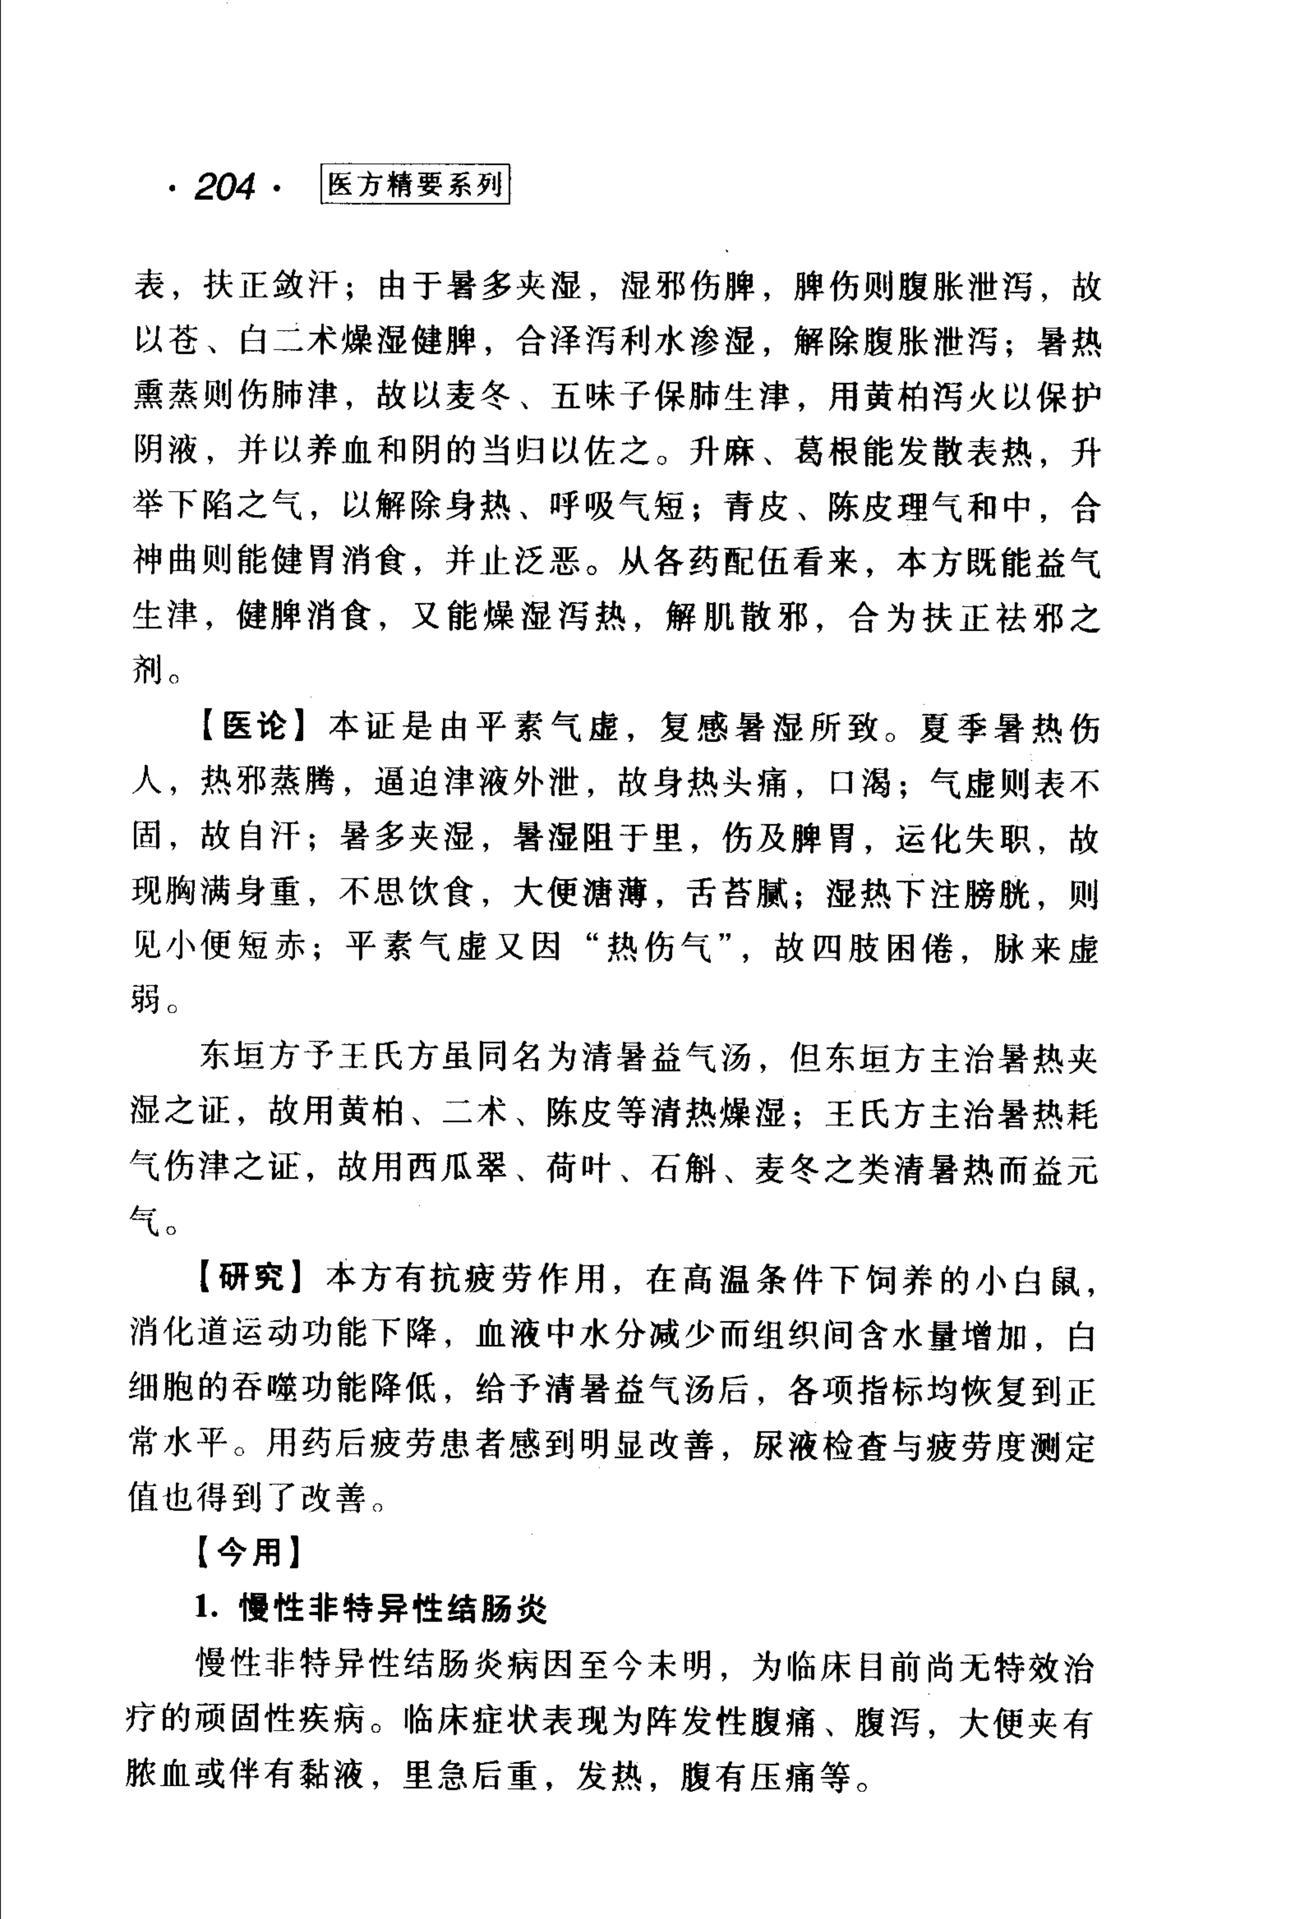 · 204 · 医方精要系列
表，扶正敛汗；由于暑多夹湿，湿邪伤脾，脾伤则腹胀泄泻，故
以苍、白二术燥湿健脾，合泽泻利水渗湿，解除腹胀泄泻；暑热
熏蒸则伤肺津，故以麦冬、五味子保肺生津，用黄柏泻火以保护
阴液，并以养血和阴的当归以佐之。升麻、葛根能发散表热，升
举下陷之气，以解除身热、呼吸气短；青皮、陈皮理气和中，合
神曲则能健胃消食，并止泛恶。从各药配伍看来，本方既能益气
生津，健脾消食，又能燥湿泻热，解肌散邪，合为扶正祛邪之
剂。
【医论】本证是由平素气虚，复感暑湿所致。夏季暑热伤
人，热邪蒸腾，逼迫津液外泄，故身热头痛，口渴；气虚则表不
固，故自汗；暑多夹湿，暑湿阻于里，伤及脾胃，运化失职，故
现胸满身重，不思饮食，大便溏薄，舌苔腻；湿热下注膀胱，则
见小便短赤；平素气虚又因“热伤气”，故四肢困倦，脉来虚
弱。
东垣方予王氏方虽同名为清暑益气汤，但东垣方主治暑热夹
湿之证，故用黄柏、二术、陈皮等清热燥湿；王氏方主治暑热耗
气伤津之证，故用西瓜翠、荷叶、石斛、麦冬之类清暑热而益元
气。
【研究】本方有抗疲劳作用，在高温条件下饲养的小白鼠，
消化道运动功能下降，血液中水分减少而组织间含水量增加，白
细胞的吞噬功能降低，给予清暑益气汤后，各项指标均恢复到正
常水平。用药后疲劳患者感到明显改善，尿液检查与疲劳度测定
值也得到了改善。
【今用】
1. 慢性非特异性结肠炎
慢性非特异性结肠炎病因至今未明，为临床目前尚无特效治
疗的顽固性疾病。临床症状表现为阵发性腹痛、腹泻，大便夹有
脓血或伴有黏液，里急后重，发热，腹有压痛等。